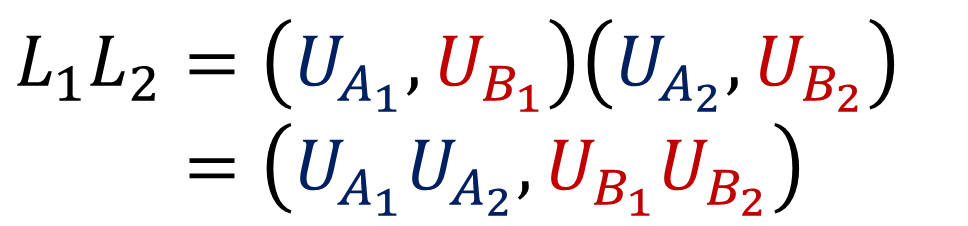 L₁L₂ = (U_{A₁}, U_{B₁})(U_{A₂}, U_{B₂})
= (U_{A₁}U_{A₂}, U_{B₁}U_{B₂})